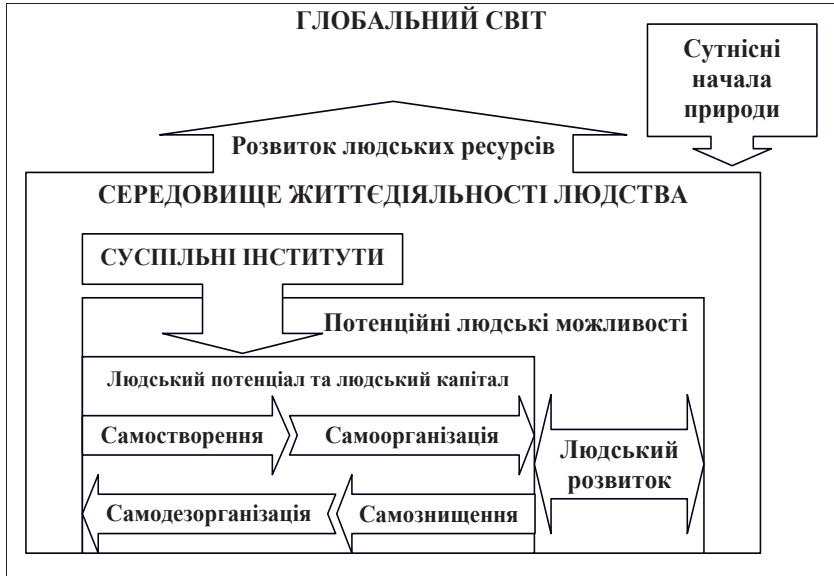 ГЛОБАЛЬНИЙ СВІТ
Сутнісні
начала
природи
Розвиток людських ресурсів
СЕРЕДОВИЩЕ ЖИТТЄДІЯЛЬНОСТІ ЛЮДСТВА
СУСПІЛЬНІ ІНСТИТУТИ
Потенційні людські можливості
Людський потенціал та людський капітал
Самостворення
Самоорганізація
Людський
розвиток
Самодезорганізація
Самознищення